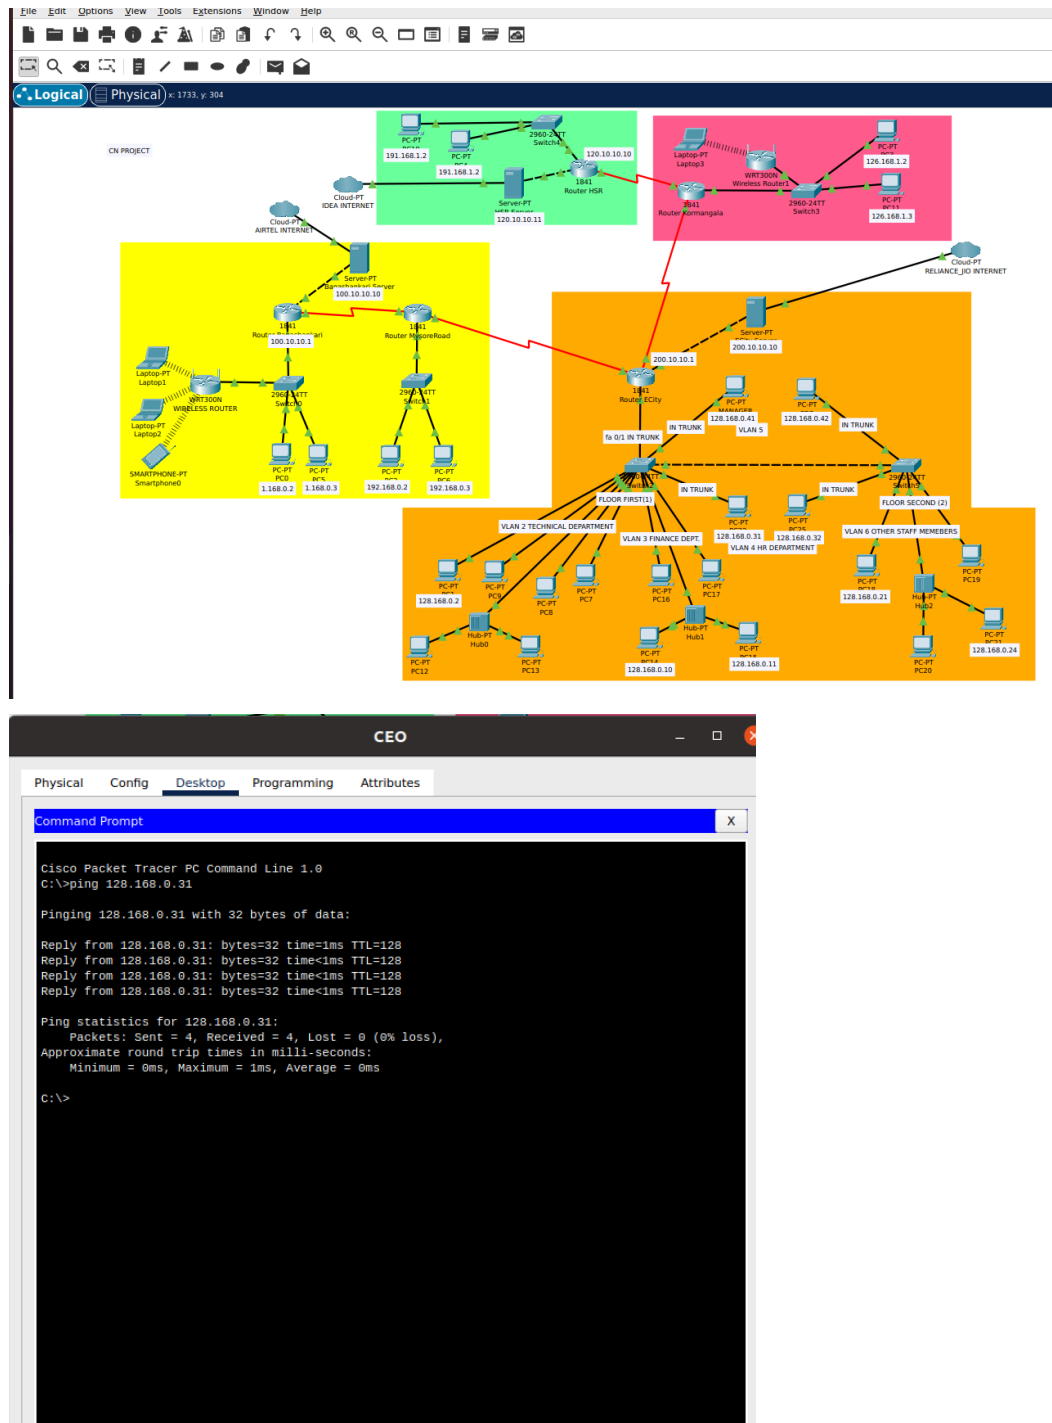 File Edit Options View Tools Extensions Window Help
Logical Physical x: 1733, y: 304
CN PROJECT
PC-PT
191.168.1.2
PC-PT
191.168.1.2
2960-24TT
Switch4
120.10.10.10
1841
Router HSR
Server-PT
120.10.10.11
Cloud-PT
IDEA INTERNET
Cloud-PT
AIRTEL INTERNET
Laptop-PT
Laptop3
WRT300N
Wireless Router1
PC-PT
126.168.1.2
PC-PT
PC11
126.168.1.3
2960-24TT
Switch3
1841
Router Kormangala
Cloud-PT
RELIANCE_JIO INTERNET
Server-PT
Banashankari Server
100.10.10.10
1841
100.10.10.1
1841
Router MysoreRoad
Laptop-PT
Laptop1
Laptop-PT
Laptop2
SMARTPHONE-PT
Smartphone0
WRT300N
WIRELESS ROUTER
2960-24TT
Switch0
2960-24TT
Switch1
PC-PT
PC0
1.168.0.2
PC-PT
PC5
1.168.0.3
PC-PT
192.168.0.2
PC-PT
192.168.0.3
Server-PT
200.10.10.10
200.10.10.1
1841
Router ECity
PC-PT
MANAGER
128.168.0.41
VLAN 5
PC-PT
128.168.0.42
IN TRUNK
IN TRUNK
fa 0/1 IN TRUNK
2960-24TT
FLOOR FIRST(1)
IN TRUNK
IN TRUNK
FLOOR SECOND (2)
VLAN 2 TECHNICAL DEPARTMENT
VLAN 3 FINANCE DEPT.
PC-PT
128.168.0.31
PC-PT
PC25
128.168.0.32
VLAN 4 HR DEPARTMENT
VLAN 6 OTHER STAFF MEMEBERS
PC-PT
128.168.0.2
PC-PT
PC9
PC-PT
PC8
PC-PT
PC7
PC-PT
PC16
PC-PT
PC17
PC-PT
128.168.0.21
PC-PT
PC19
Hub-PT
Hub0
Hub-PT
Hub1
Hub-PT
Hub2
PC-PT
PC12
PC-PT
PC13
PC-PT
128.168.0.10
PC-PT
128.168.0.11
PC-PT
PC20
PC-PT
128.168.0.24
CEO
Physical Config Desktop Programming Attributes
Command Prompt X
Cisco Packet Tracer PC Command Line 1.0
C:\>ping 128.168.0.31
Pinging 128.168.0.31 with 32 bytes of data:
Reply from 128.168.0.31: bytes=32 time=1ms TTL=128
Reply from 128.168.0.31: bytes=32 time<1ms TTL=128
Reply from 128.168.0.31: bytes=32 time<1ms TTL=128
Reply from 128.168.0.31: bytes=32 time<1ms TTL=128
Ping statistics for 128.168.0.31:
Packets: Sent = 4, Received = 4, Lost = 0 (0% loss),
Approximate round trip times in milli-seconds:
Minimum = 0ms, Maximum = 1ms, Average = 0ms
C:\>